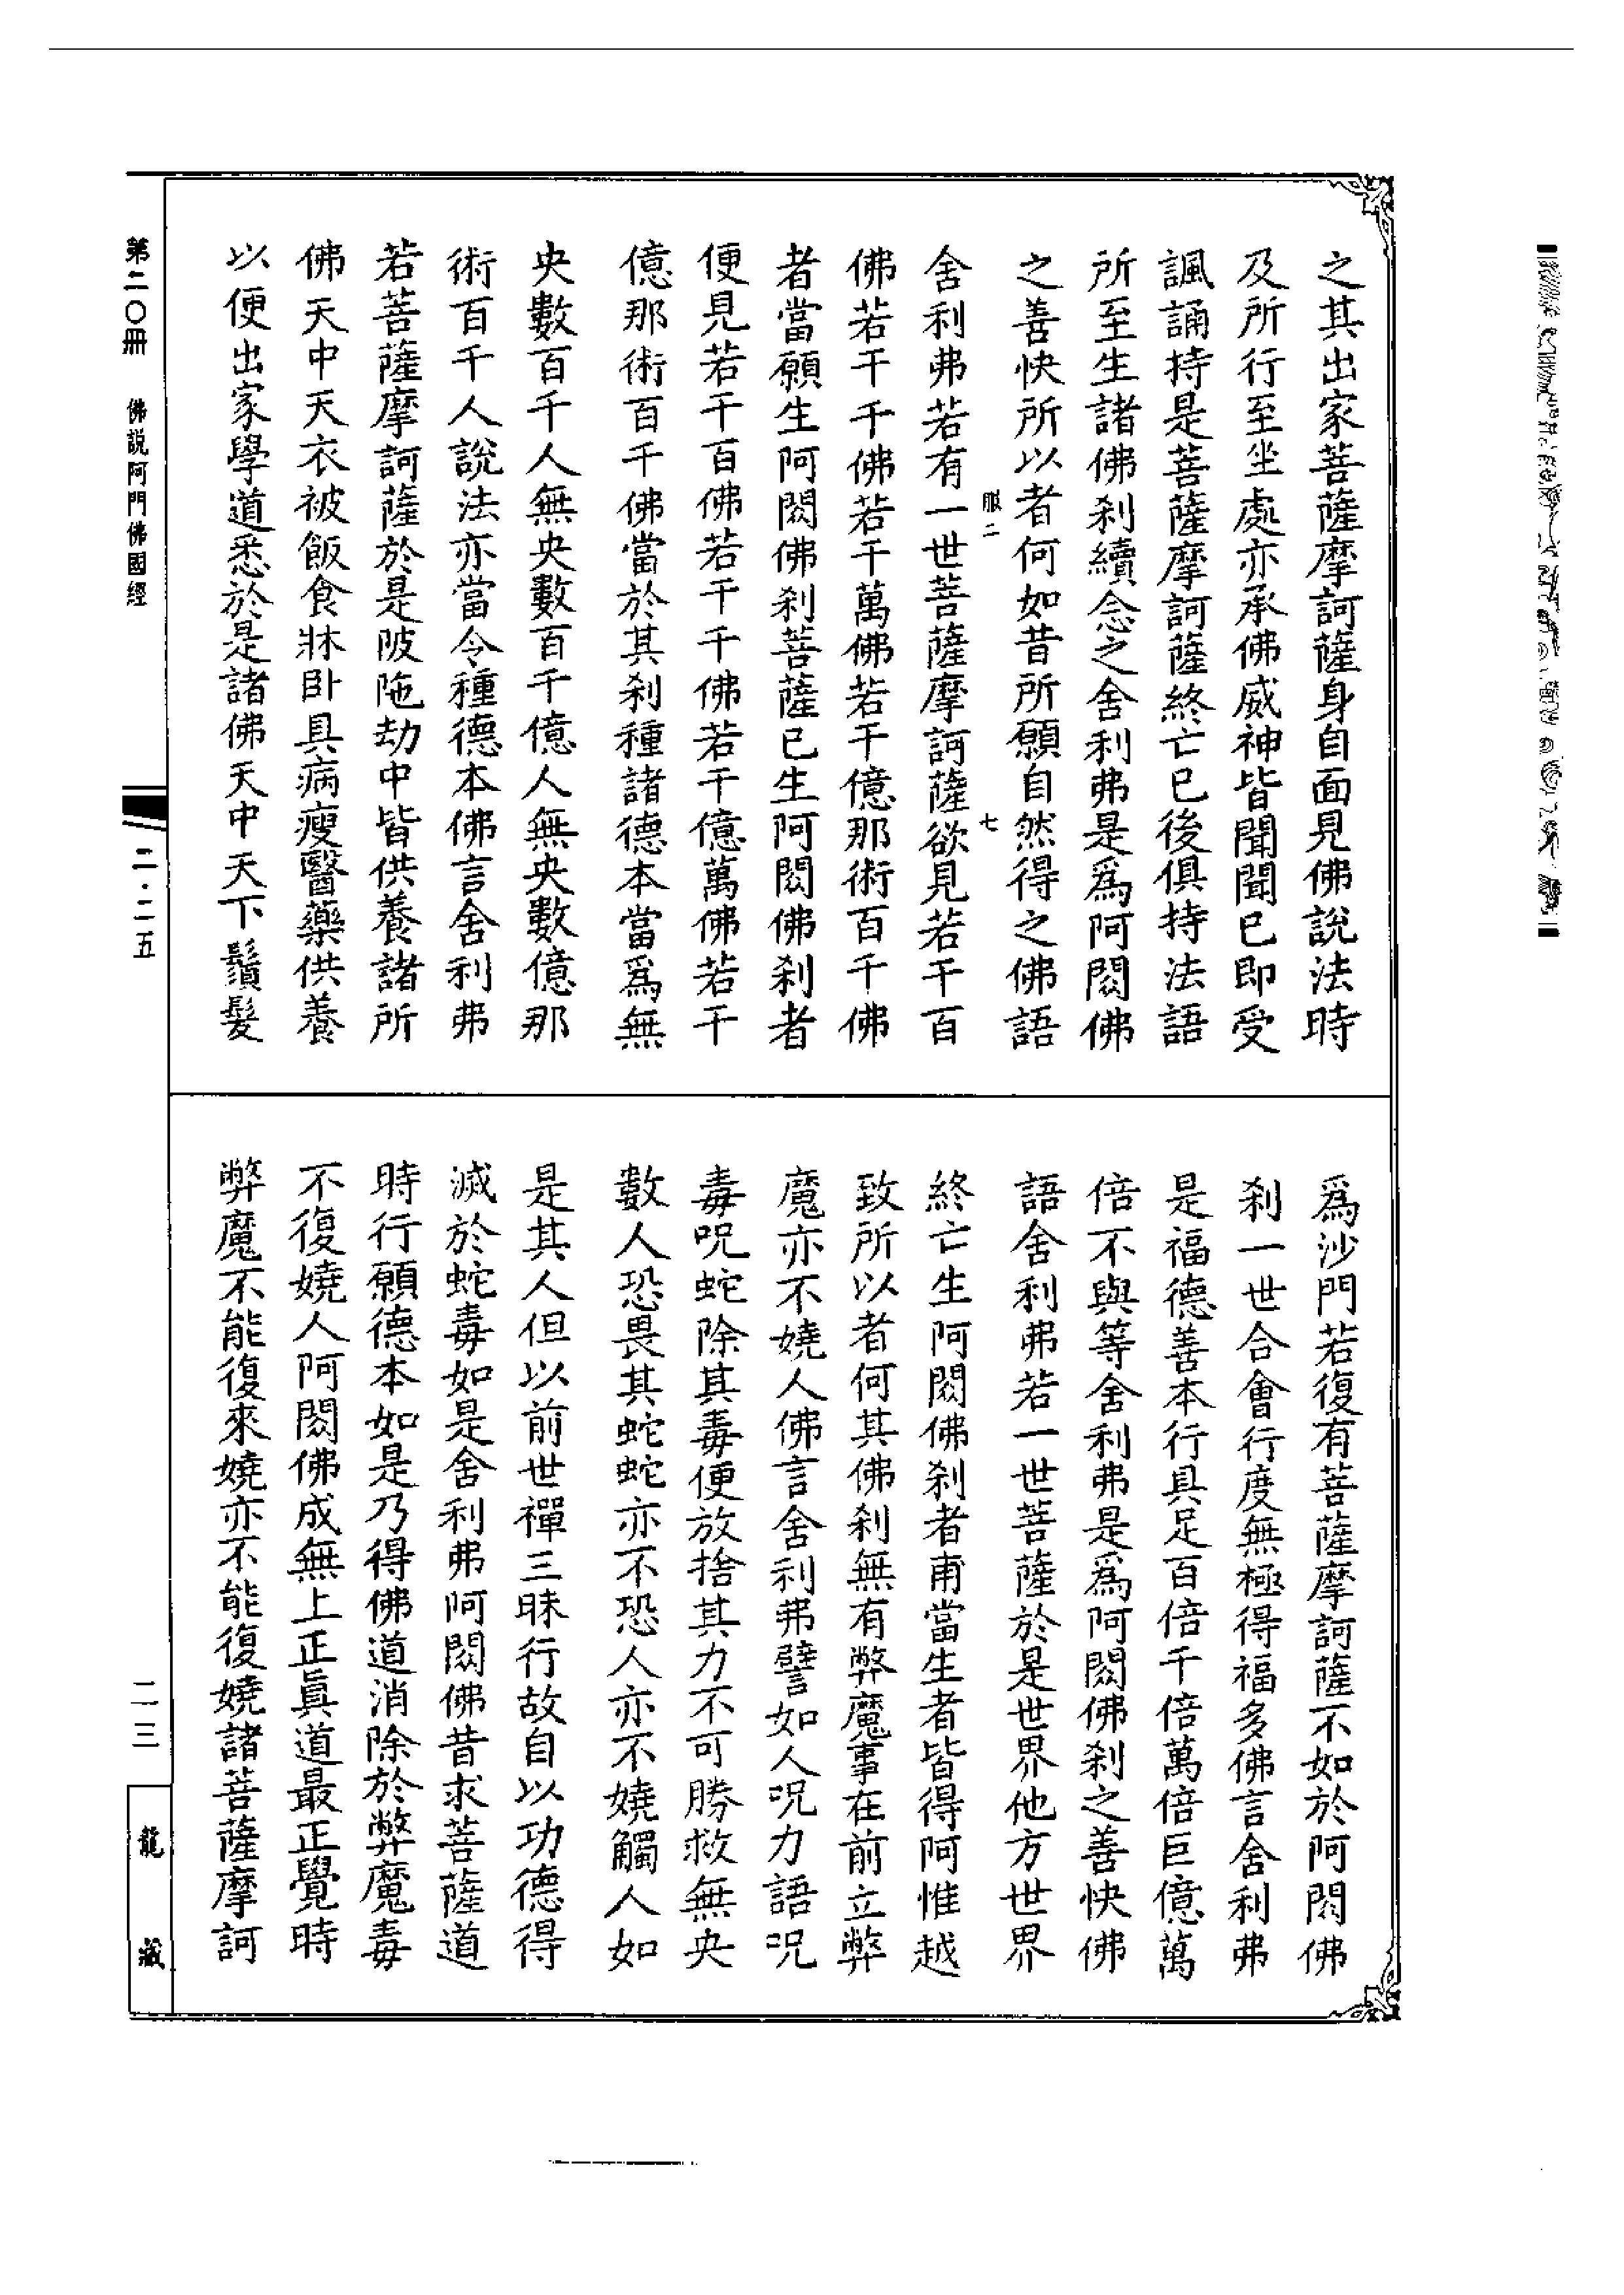 之其出家菩薩摩訶薩身自面見佛說法時
及所行至坐處亦承佛威神皆聞聞已即受
諷誦持是菩薩摩訶薩終亡已後俱持法語
所至生諸佛刹續念之舍利弗是爲阿閦佛
之善快所以者何如昔所願自然得之佛語
服二 七
舍利弗若有一世菩薩摩訶薩欲見若干百
佛若干千佛若干萬佛若干億那術百千佛
者當願生阿閦佛刹菩薩已生阿閦佛刹者
便見若干百佛若干千佛若干億萬佛若干
億那術百千佛當於其刹種諸德本當爲無
央數百千人無央數百千億人無央數億那
術百千人說法亦當令種德本佛言舍利弗
若菩薩摩訶薩於是陂陁劫中皆供養諸所
佛天中天衣被飯食牀卧具病瘦醫藥供養
以便出家學道悉於是諸佛天中天下鬚髮
爲沙門若復有菩薩摩訶薩不如於阿閦佛
刹一世合會行度無極得福多佛言舍利弗
是福德善本行具足百倍千倍萬倍巨億萬
倍不與等舍利弗是爲阿閦佛刹之善快佛
語舍利弗若一世菩薩於是世界他方世界
終亡生阿閦佛刹者甫當生者皆得阿惟越
致所以者何其佛刹無有弊魔事在前立弊
魔亦不嬈人佛言舍利弗譬如人呪力語呪
毒呪蛇除其毒便放捨其力不可勝救無央
數人恐畏其蛇蛇亦不恐人亦不嬈觸人如
是其人但以前世禪三昧行故自以功德得
滅於蛇毒如是舍利弗阿閦佛昔求菩薩道
時行願德本如是乃得佛道消除於弊魔毒
不復嬈人阿閦佛成無上正眞道最正覺時
弊魔不能復來嬈亦不能復嬈諸菩薩摩訶
第二〇冊 佛說阿門佛國經
二·二五
二三
龍藏